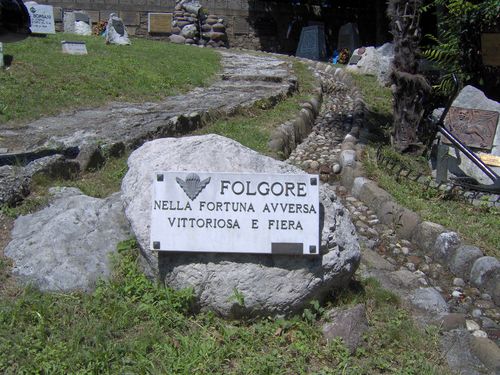 FOLGORE
NELLA FORTUNA AVVERSA
VITTORIOSA E FIERA